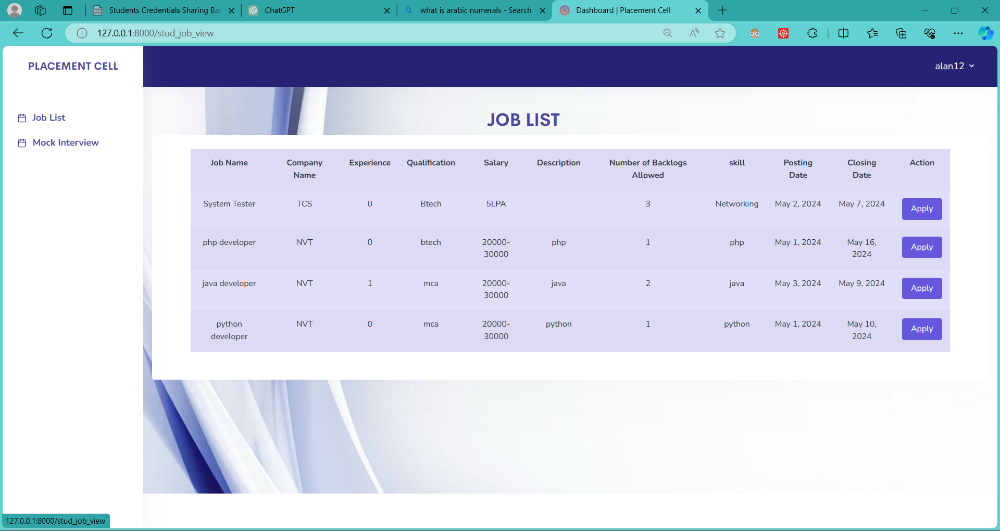 Students Credentials Sharing Bas
ChatGPT
what is arabic numerals - Search
Dashboard | Placement Cell
127.0.0.1:8000/stud_job_view
PLACEMENT CELL
alan12
Job List
Mock Interview
JOB LIST
Job Name Company Name Experience Qualification Salary Description Number of Backlogs Allowed skill Posting Date Closing Date Action
System Tester TCS 0 Btech 5LPA 3 Networking May 2, 2024 May 7, 2024 Apply
php developer NVT 0 btech 20000-30000 php 1 php May 1, 2024 May 16, 2024 Apply
java developer NVT 1 mca 20000-30000 java 2 java May 3, 2024 May 9, 2024 Apply
python developer NVT 0 mca 20000-30000 python 1 python May 1, 2024 May 10, 2024 Apply
127.0.0.1:8000/stud_job_view